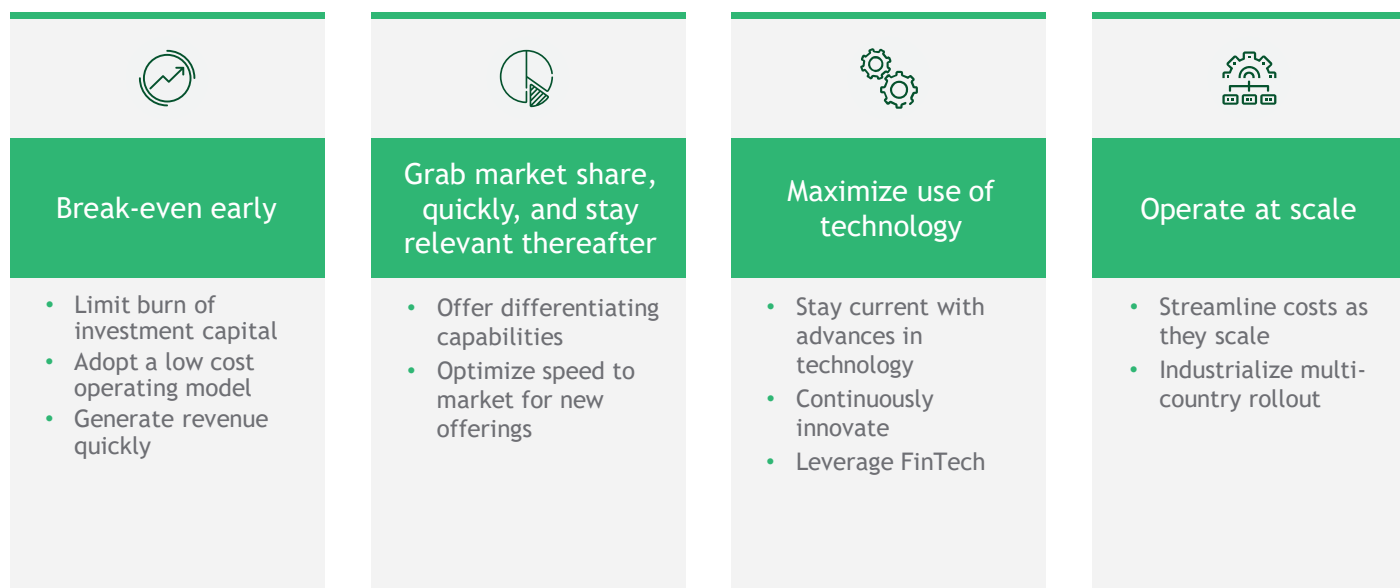 Break-even early
• Limit burn of
investment capital
• Adopt a low cost
operating model
• Generate revenue
quickly
Grab market share,
quickly, and stay
relevant thereafter
• Offer differentiating
capabilities
• Optimize speed to
market for new
offerings
Maximize use of
technology
• Stay current with
advances in
technology
• Continuously
innovate
• Leverage FinTech
Operate at scale
• Streamline costs as
they scale
• Industrialize multi-
country rollout